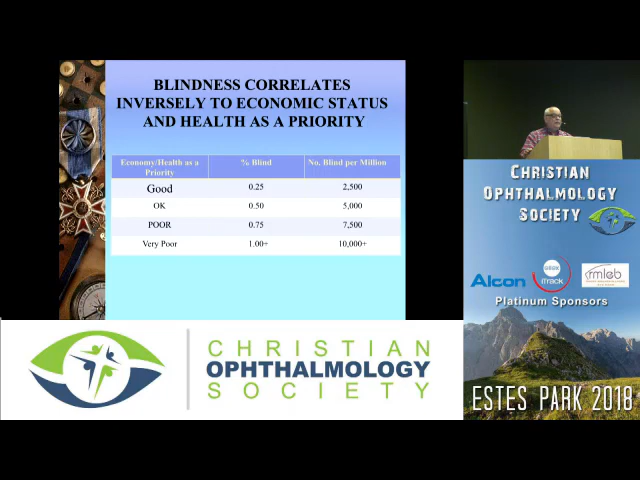 BLINDNESS CORRELATES
INVERSELY TO ECONOMIC STATUS
AND HEALTH AS A PRIORITY
Economy/Health as a Priority % Blind No. Blind per Million
Good 0.25 2,500
OK 0.50 5,000
POOR 0.75 7,500
Very Poor 1.00+ 10,000+
CHRISTIAN
OPHTHALMOLOGY
SOCIETY
CHRISTIAN
OPHTHALMOLOGY
SOCIETY
Alcon
iTRACK
rmleb
Platinum Sponsors
ESTES PARK 2018